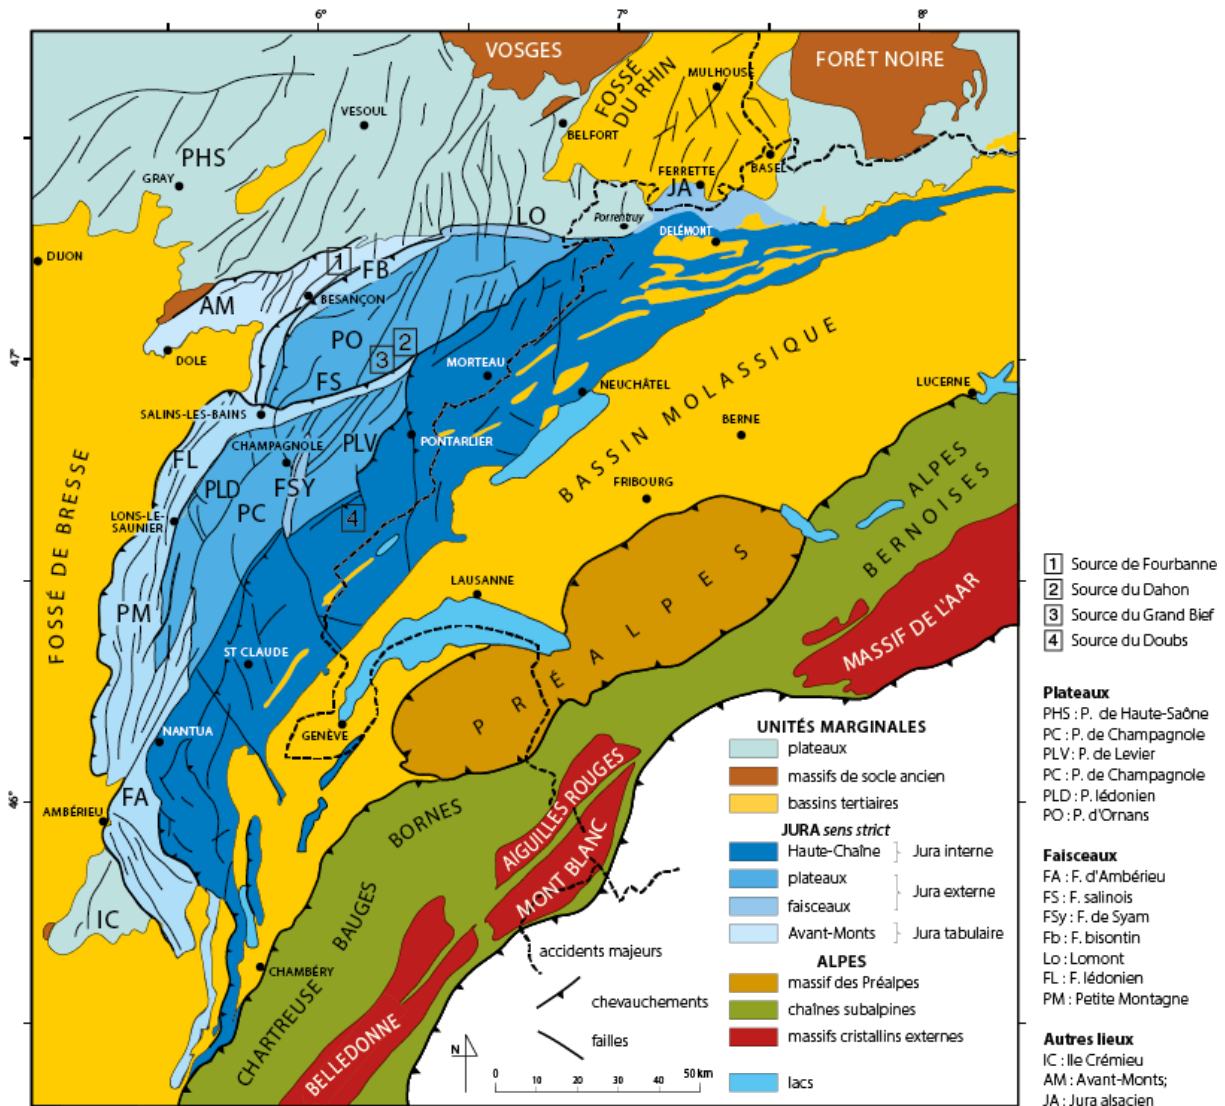 6°
7°
8°
VOSGES
FORÊT NOIRE
FOSSÉ
DU RHIN
MULHOUSE
VESOUL
BELFORT
PHS
GRAY
BASEL
FERRETTE
JA
LO
Porrentruy
DELÉMONT
DIJON
1
FB
BESANÇON
AM
PO
2
3
47°
DOLE
MORTEAU
FS
NEUCHÂTEL
LUCERNE
SALINS-LES-BAINS
BERNE
BASSIN MOLASSIQUE
CHAMPAGNOLE
PLV
PONTARLIER
FL
FSY
PLD
PC
FRIBOURG
ALPES
BERNOISES
LONS-LE-
SAUNIER
4
FOSSÉ DE BRESSE
LAUSANNE
PRÉALPES
MASSIF DE L'AAR
PM
ST CLAUDE
NANTUA
GENÈVE
46°
FA
AMBÉRIEU
BORNES
AIGUILLES ROUGES
MONT BLANC
IC
BAUGES
CHAMBÉRY
CHARTREUSE
BELLEDONNE
UNITÉS MARGINALES
plateaux
massifs de socle ancien
bassins tertiaires
JURA sens strict
Haute-Chaîne
Jura interne
plateaux
Jura externe
faisceaux
Avant-Monts
Jura tabulaire
ALPES
massif des Préalpes
chaînes subalpines
massifs cristallins externes
lacs
accidents majeurs
chevauchements
failles
N
0 10 20 30 40 50 km
1 Source de Fourbanne
2 Source du Dahon
3 Source du Grand Bief
4 Source du Doubs
Plateaux
PHS : P. de Haute-Saône
PC : P. de Champagnole
PLV : P. de Levier
PC : P. de Champagnole
PLD : P. lédonien
PO : P. d'Ornans
Faisceaux
FA : F. d'Ambérieu
FS : F. salinois
FSy : F. de Syam
Fb : F. bisontin
Lo : Lomont
FL : F. lédonien
PM : Petite Montagne
Autres lieux
IC : Ile Crémieu
AM : Avant-Monts;
JA : Jura alsacien